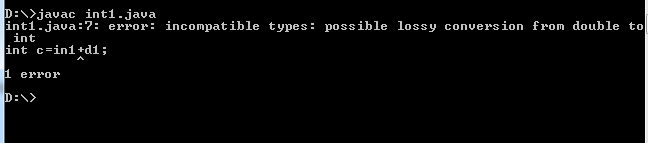 D:\>javac int1.java
int1.java:7: error: incompatible types: possible lossy conversion from double to
 int
int c=in1+d1;
         ^
1 error
D:\>